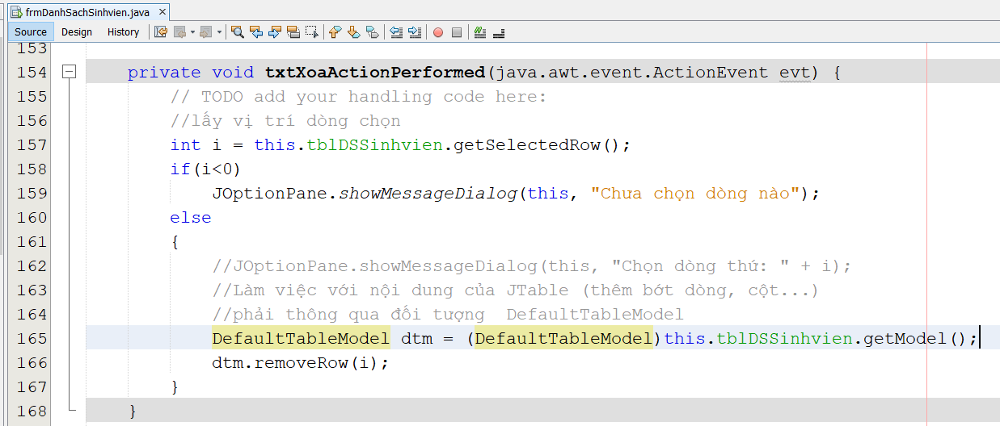 frmDanhSachSinhvien.java
Source Design History
153
154 private void txtXoaActionPerformed(java.awt.event.ActionEvent evt) {
155 // TODO add your handling code here:
156 //lấy vị trí dòng chọn
157 int i = this.tblDSSinhvien.getSelectedRow();
158 if(i<0)
159 JOptionPane.showMessageDialog(this, "Chưa chọn dòng nào");
160 else
161 {
162 //JOptionPane.showMessageDialog(this, "Chọn dòng thứ: " + i);
163 //Làm việc với nội dung của JTable (thêm bớt dòng, cột...)
164 //phải thông qua đối tượng  DefaultTableModel
165 DefaultTableModel dtm = (DefaultTableModel)this.tblDSSinhvien.getModel();
166 dtm.removeRow(i);
167 }
168 }